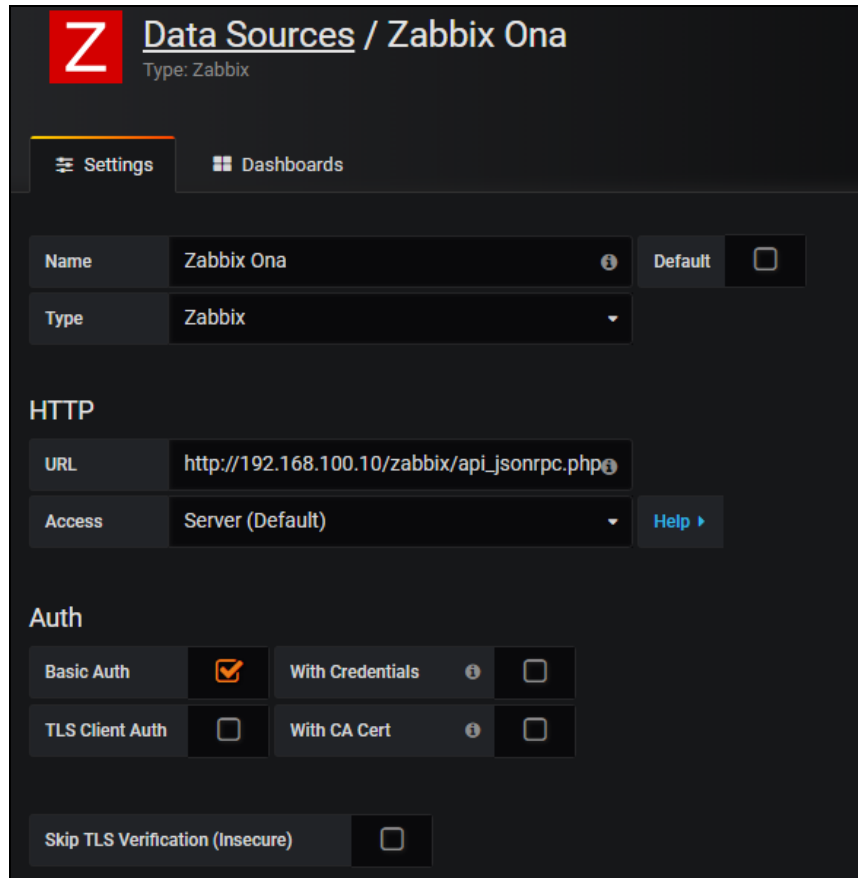 Z Data Sources / Zabbix Ona
Type: Zabbix
Settings Dashboards
Name Zabbix Ona Default
Type Zabbix
HTTP
URL http://192.168.100.10/zabbix/api_jsonrpc.php
Access Server (Default) Help
Auth
Basic Auth With Credentials
TLS Client Auth With CA Cert
Skip TLS Verification (Insecure)